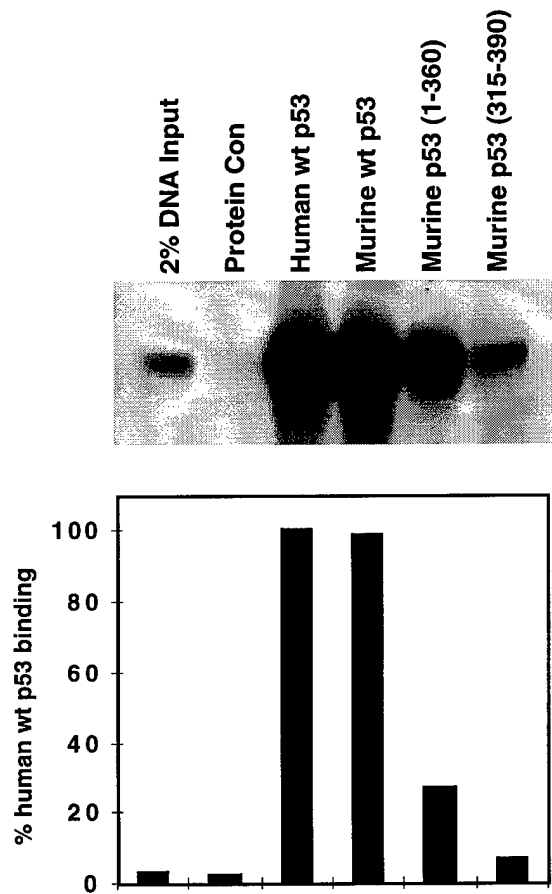 2% DNA Input
Protein Con
Human wt p53
Murine wt p53
Murine p53 (1-360)
Murine p53 (315-390)
% human wt p53 binding
100
80
60
40
20
0